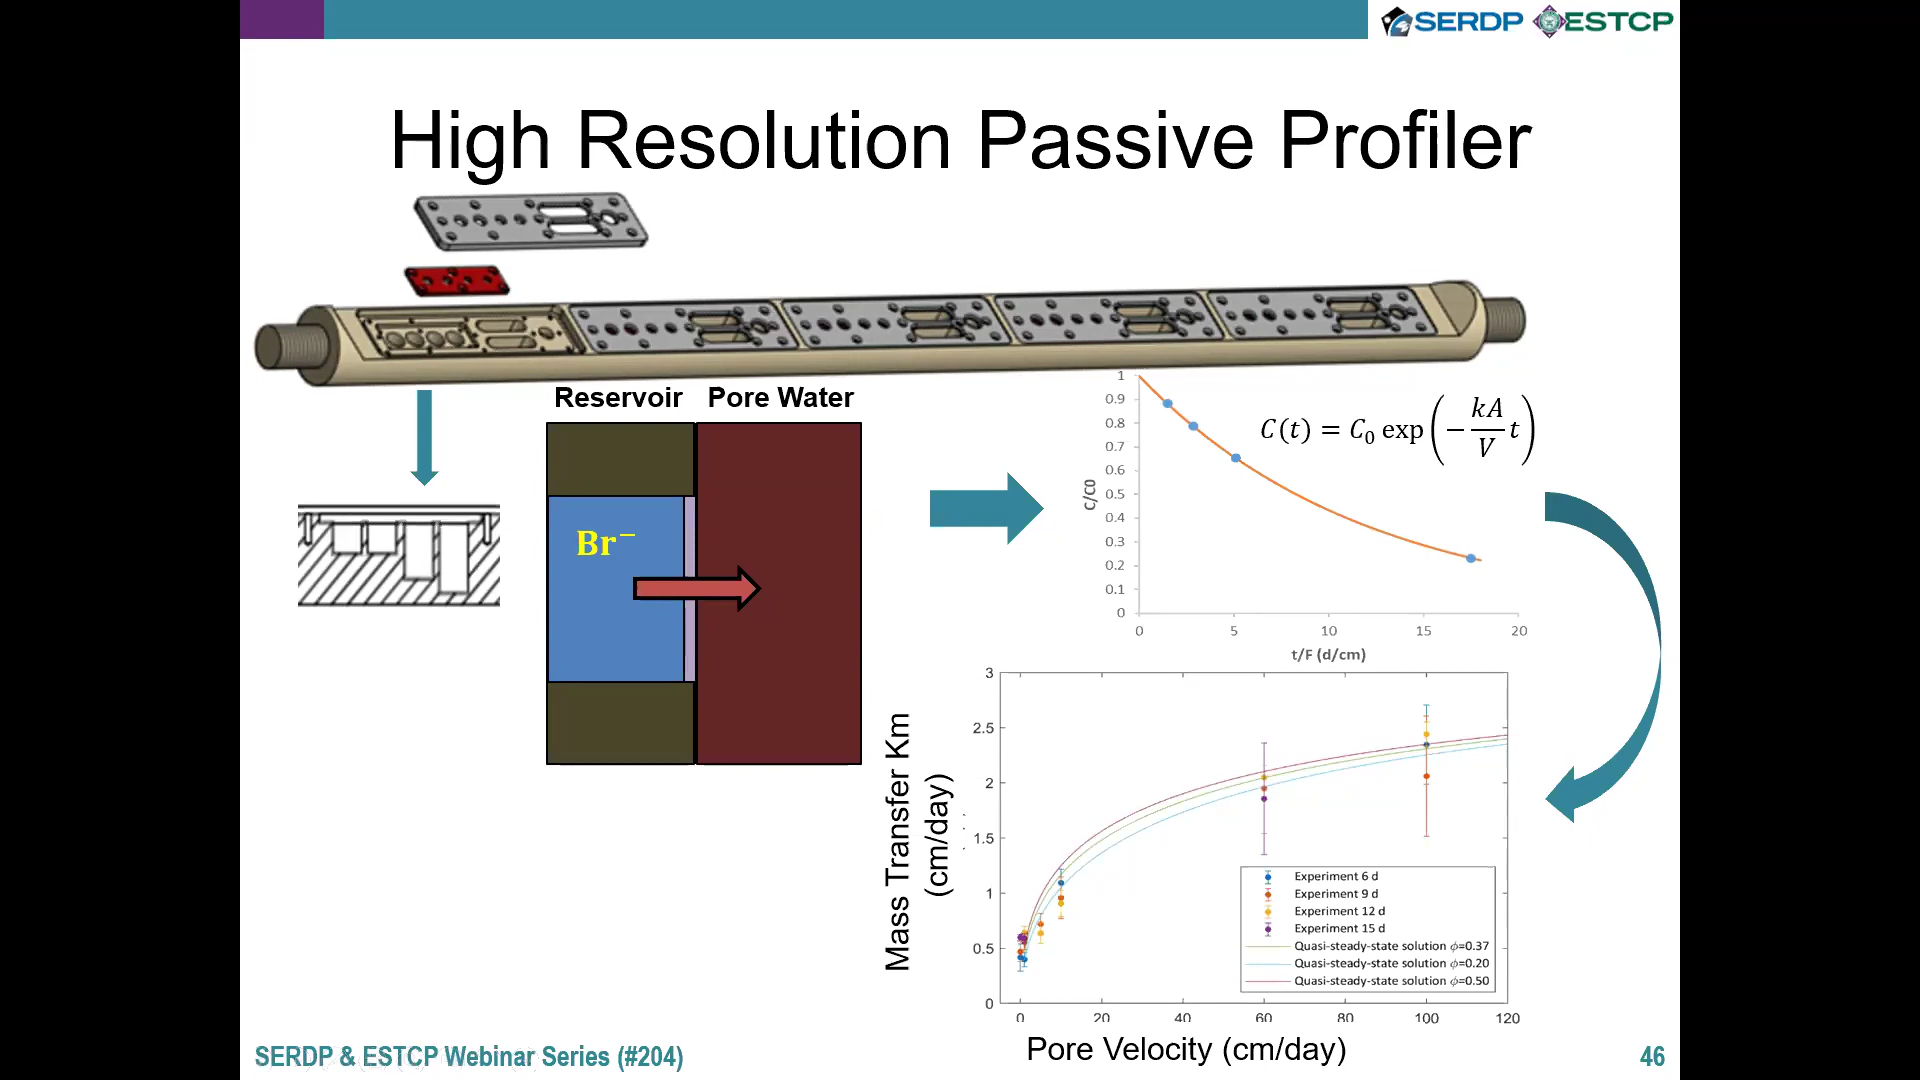 SERDP ESTCP
High Resolution Passive Profiler
Reservoir Pore Water
Br⁻
1
0.9
0.8
0.7
0.6
0.5
0.4
0.3
0.2
0.1
0
C/C0
C(t) = C₀ exp(−kA/V t)
0 5 10 15 20
t/F (d/cm)
Mass Transfer Km
(cm/day)
3
2.5
2
1.5
1
0.5
0
Experiment 6 d
Experiment 9 d
Experiment 12 d
Experiment 15 d
Quasi-steady-state solution ϕ=0.37
Quasi-steady-state solution ϕ=0.20
Quasi-steady-state solution ϕ=0.50
0 20 40 60 80 100 120
Pore Velocity (cm/day)
SERDP & ESTCP Webinar Series (#204)
46